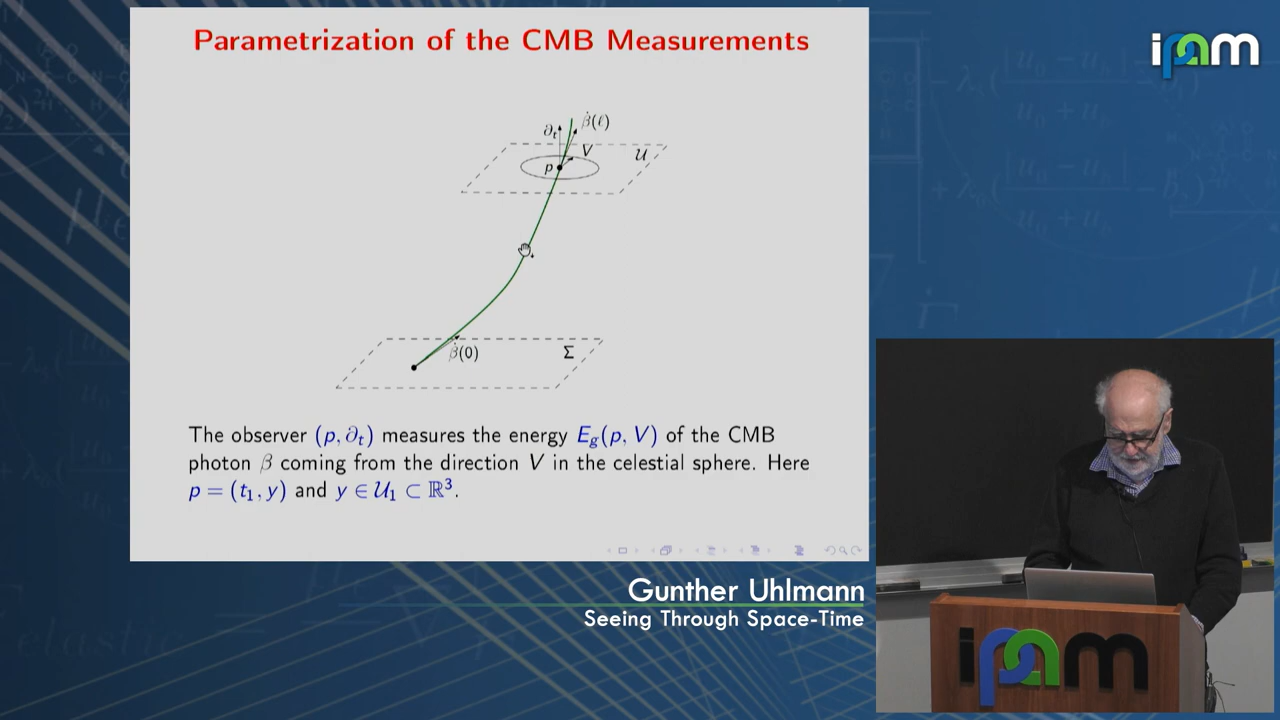 Parametrization of the CMB Measurements
ipam
∂t
β̇(ℓ)
V
𝒰
p
β̇(0)
Σ
The observer (p, ∂t) measures the energy Eg(p, V) of the CMB
photon β coming from the direction V in the celestial sphere. Here
p = (t1, y) and y ∈ 𝒰1 ⊂ ℝ³.
Gunther Uhlmann
Seeing Through Space-Time
ipam